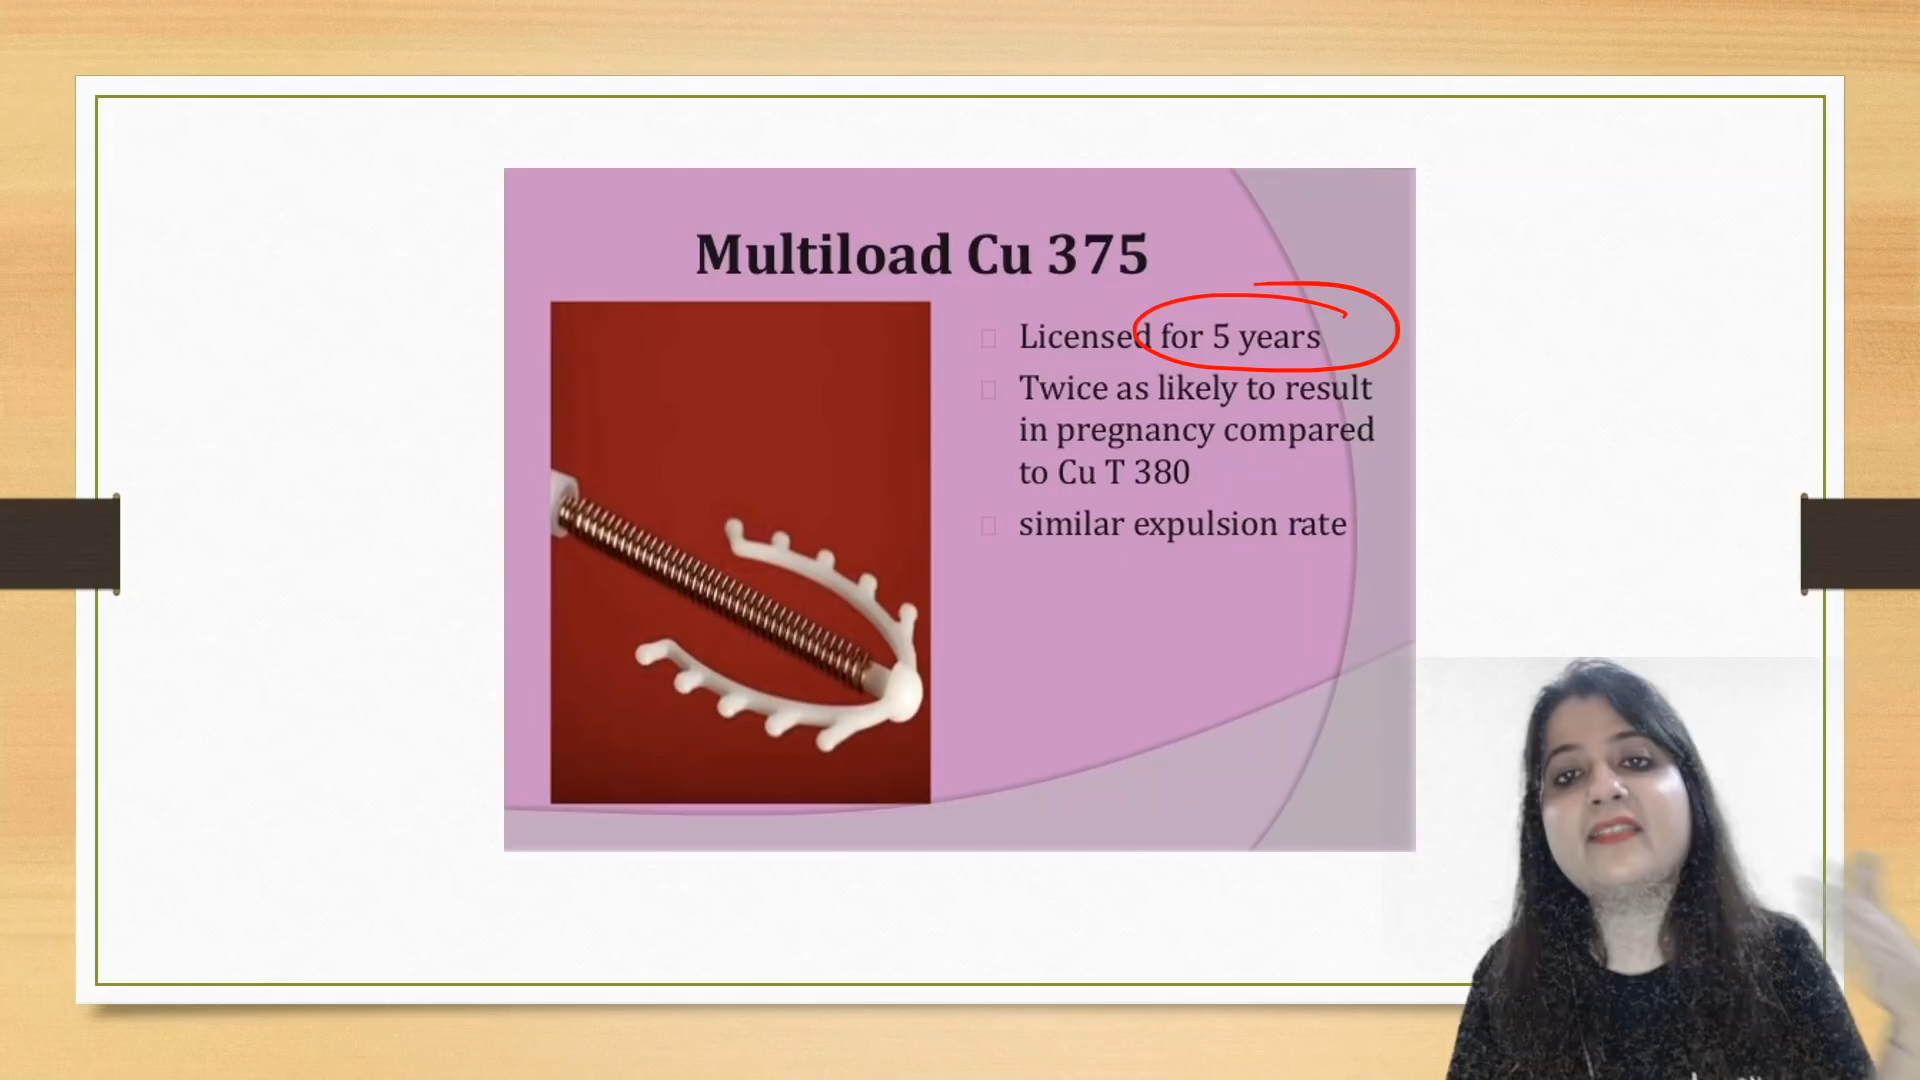 Multiload Cu 375
Licensed for 5 years
Twice as likely to result
in pregnancy compared
to Cu T 380
similar expulsion rate